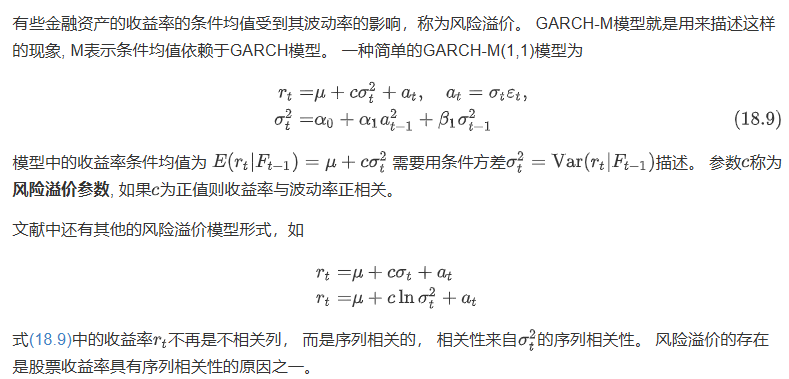 有些金融资产的收益率的条件均值受到其波动率的影响，称为风险溢价。 GARCH-M模型就是用来描述这样
的现象, M表示条件均值依赖于GARCH模型。 一种简单的GARCH-M(1,1)模型为
r_t =μ + cσ_t^2 + a_t, a_t = σ_tε_t,
σ_t^2 =α_0 + α_1a_{t−1}^2 + β_1σ_{t−1}^2 (18.9)
模型中的收益率条件均值为 E(r_t|F_{t−1}) = μ + cσ_t^2 需要用条件方差σ_t^2 = Var(r_t|F_{t−1})描述。 参数c称为
风险溢价参数, 如果c为正值则收益率与波动率正相关。
文献中还有其他的风险溢价模型形式，如
r_t =μ + cσ_t + a_t
r_t =μ + c ln σ_t^2 + a_t
式(18.9)中的收益率r_t不再是不相关列， 而是序列相关的， 相关性来自σ_t^2的序列相关性。 风险溢价的存在
是股票收益率具有序列相关性的原因之一。